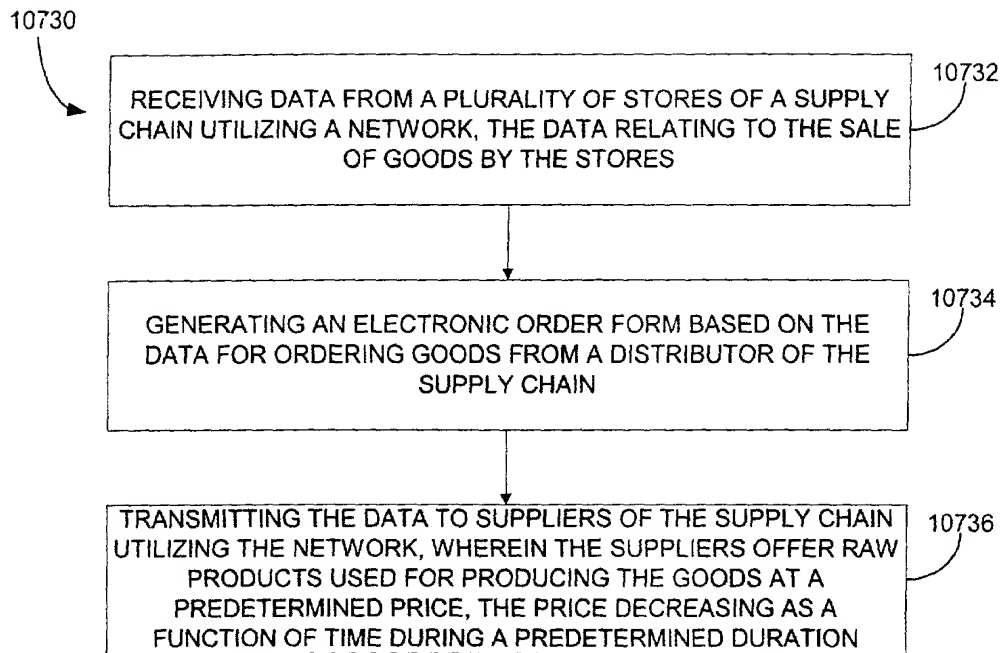 10730
10732
RECEIVING DATA FROM A PLURALITY OF STORES OF A SUPPLY
CHAIN UTILIZING A NETWORK, THE DATA RELATING TO THE SALE
OF GOODS BY THE STORES
10734
GENERATING AN ELECTRONIC ORDER FORM BASED ON THE
DATA FOR ORDERING GOODS FROM A DISTRIBUTOR OF THE
SUPPLY CHAIN
10736
TRANSMITTING THE DATA TO SUPPLIERS OF THE SUPPLY CHAIN
UTILIZING THE NETWORK, WHEREIN THE SUPPLIERS OFFER RAW
PRODUCTS USED FOR PRODUCING THE GOODS AT A
PREDETERMINED PRICE, THE PRICE DECREASING AS A
FUNCTION OF TIME DURING A PREDETERMINED DURATION